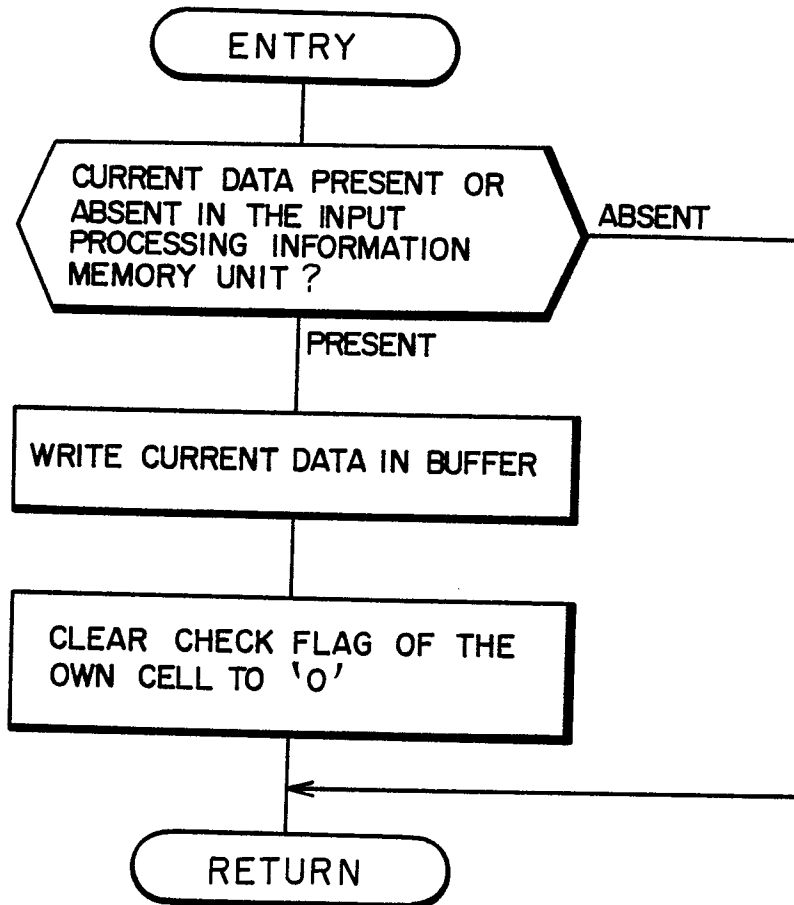 ENTRY
CURRENT DATA PRESENT OR
ABSENT IN THE INPUT
PROCESSING INFORMATION
MEMORY UNIT ?
ABSENT
PRESENT
WRITE CURRENT DATA IN BUFFER
CLEAR CHECK FLAG OF THE
OWN CELL TO '0'
RETURN